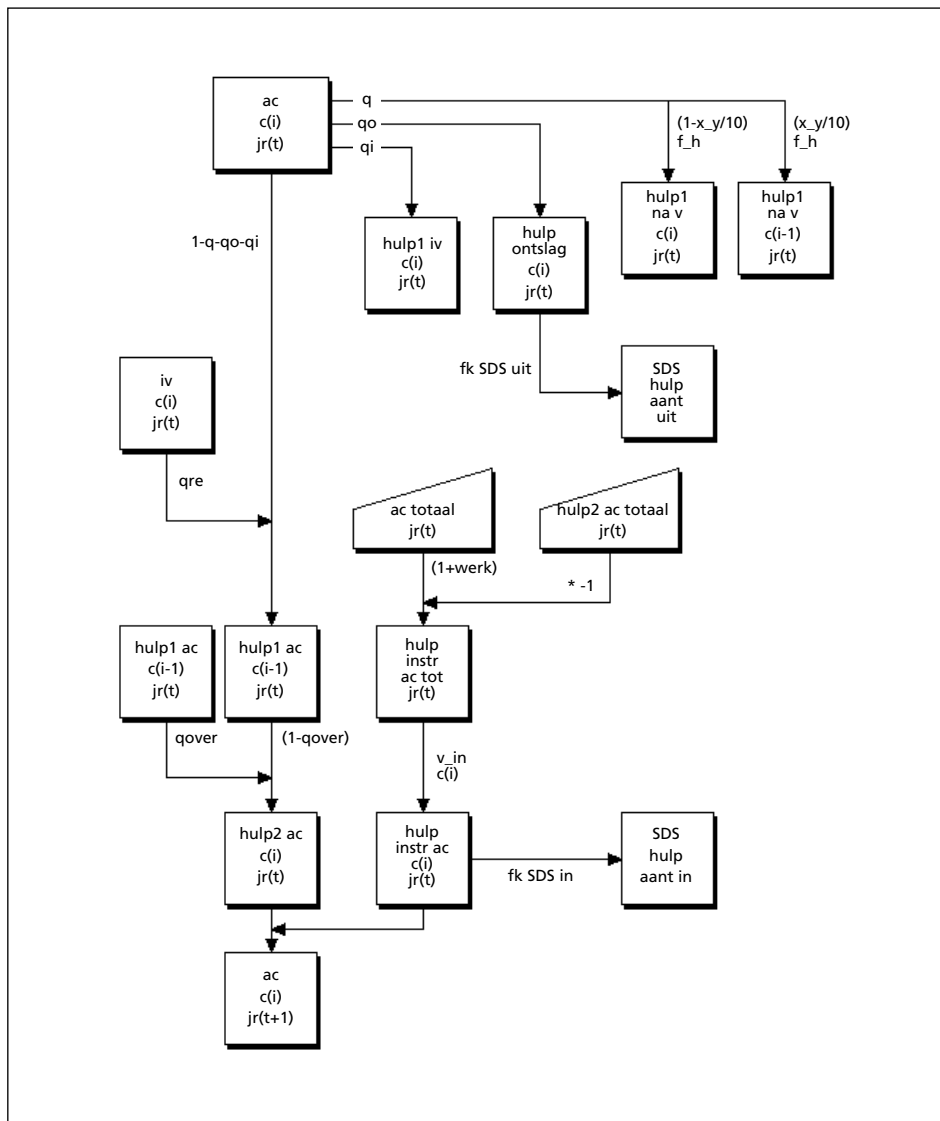 ac
c(i)
jr(t)
q
qo
qi
(1-x_y/10)
f_h
(x_y/10)
f_h
hulp1
na v
c(i)
jr(t)
hulp1
na v
c(i-1)
jr(t)
hulp1 iv
c(i)
jr(t)
hulp
ontslag
c(i)
jr(t)
1-q-qo-qi
fk SDS uit
SDS
hulp
aant
uit
iv
c(i)
jr(t)
qre
ac totaal
jr(t)
hulp2 ac totaal
jr(t)
(1+werk)
* -1
hulp1 ac
c(i-1)
jr(t)
hulp1 ac
c(i-1)
jr(t)
hulp
instr
ac tot
jr(t)
qover
(1-qover)
v_in
c(i)
hulp2 ac
c(i)
jr(t)
hulp
instr ac
c(i)
jr(t)
fk SDS in
SDS
hulp
aant in
ac
c(i)
jr(t+1)